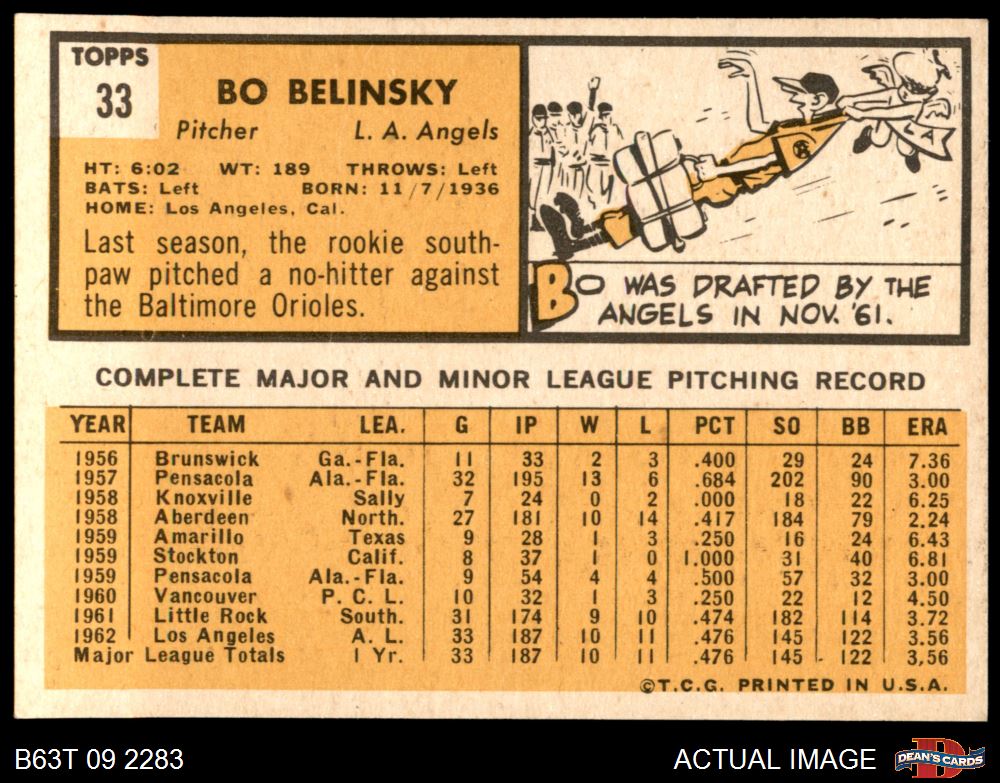 TOPPS
33
BO BELINSKY
Pitcher L. A. Angels
HT: 6:02 WT: 189 THROWS: Left
BATS: Left BORN: 11/7/1936
HOME: Los Angeles, Cal.
Last season, the rookie south-
paw pitched a no-hitter against
the Baltimore Orioles.
LA
BO WAS DRAFTED BY THE
ANGELS IN NOV. '61.
COMPLETE MAJOR AND MINOR LEAGUE PITCHING RECORD
YEAR TEAM LEA. G IP W L PCT SO BB ERA
1956 Brunswick Ga.-Fla. 11 33 2 3 .400 29 24 7.36
1957 Pensacola Ala.-Fla. 32 195 13 6 .684 202 90 3.00
1958 Knoxville Sally 7 24 0 2 .000 18 22 6.25
1958 Aberdeen North. 27 181 10 14 .417 184 79 2.24
1959 Amarillo Texas 9 28 1 3 .250 16 24 6.43
1959 Stockton Calif. 8 37 1 0 1.000 31 40 6.81
1959 Pensacola Ala.-Fla. 9 54 4 4 .500 57 32 3.00
1960 Vancouver P. C. L. 10 32 1 3 .250 22 12 4.50
1961 Little Rock South. 31 174 9 10 .474 182 114 3.72
1962 Los Angeles A. L. 33 187 10 11 .476 145 122 3.56
Major League Totals 1 Yr. 33 187 10 11 .476 145 122 3.56
©T.C.G. PRINTED IN U.S.A.
B63T 09 2283 ACTUAL IMAGE DEAN'S CARDS